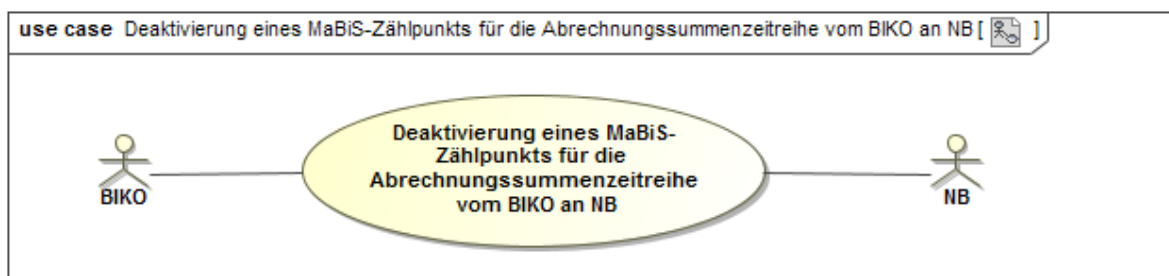 use case Deaktivierung eines MaBiS-Zählpunkts für die Abrechnungssummenzeitreihe vom BIKO an NB [ ]
Deaktivierung eines MaBiS-
Zählpunkts für die
Abrechnungssummenzeitreihe
vom BIKO an NB
BIKO
NB